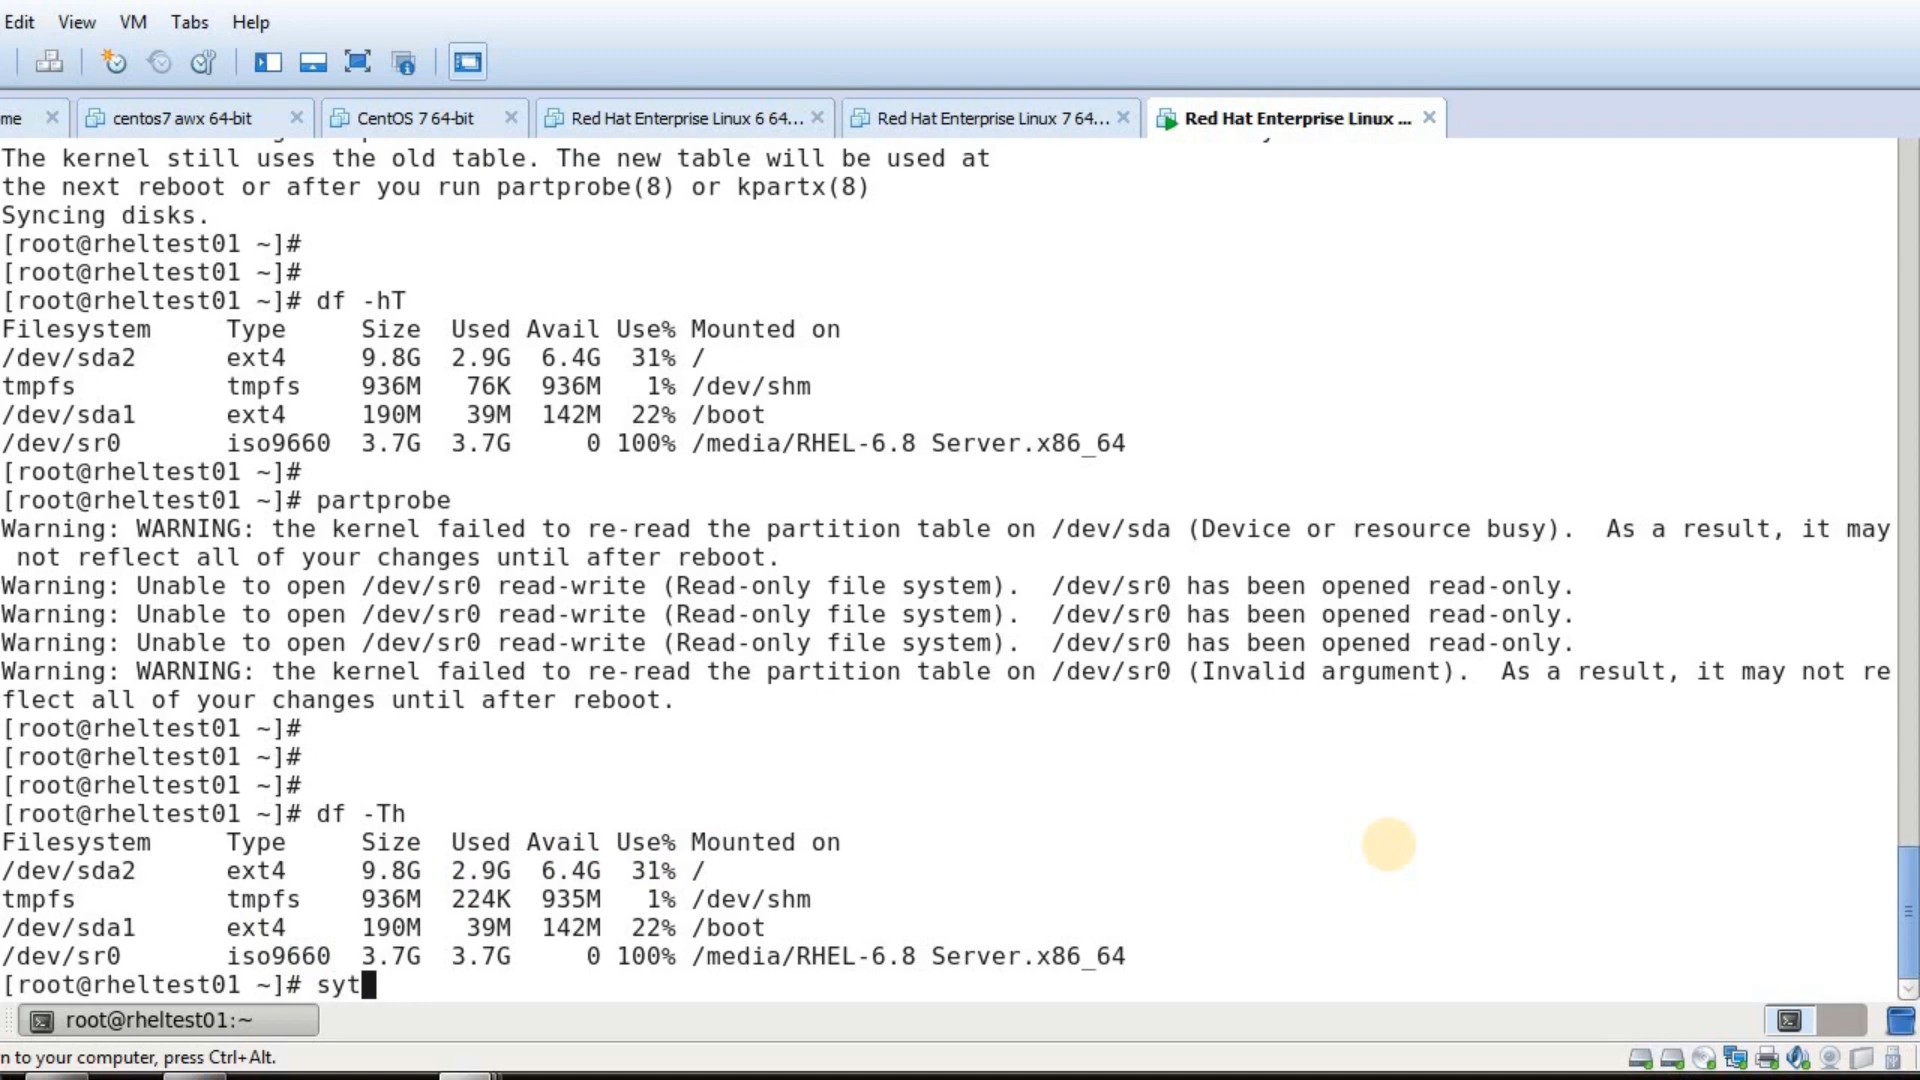 Edit View VM Tabs Help
me centos7 awx 64-bit CentOS 7 64-bit Red Hat Enterprise Linux 6 64... Red Hat Enterprise Linux 7 64... Red Hat Enterprise Linux ...
The kernel still uses the old table. The new table will be used at
the next reboot or after you run partprobe(8) or kpartx(8)
Syncing disks.
[root@rheltest01 ~]#
[root@rheltest01 ~]#
[root@rheltest01 ~]# df -hT
Filesystem     Type     Size  Used Avail Use% Mounted on
/dev/sda2      ext4     9.8G  2.9G  6.4G  31% /
tmpfs          tmpfs    936M   76K  936M   1% /dev/shm
/dev/sda1      ext4     190M   39M  142M  22% /boot
/dev/sr0       iso9660  3.7G  3.7G     0 100% /media/RHEL-6.8 Server.x86_64
[root@rheltest01 ~]#
[root@rheltest01 ~]# partprobe
Warning: WARNING: the kernel failed to re-read the partition table on /dev/sda (Device or resource busy).  As a result, it may
 not reflect all of your changes until after reboot.
Warning: Unable to open /dev/sr0 read-write (Read-only file system).  /dev/sr0 has been opened read-only.
Warning: Unable to open /dev/sr0 read-write (Read-only file system).  /dev/sr0 has been opened read-only.
Warning: Unable to open /dev/sr0 read-write (Read-only file system).  /dev/sr0 has been opened read-only.
Warning: WARNING: the kernel failed to re-read the partition table on /dev/sr0 (Invalid argument).  As a result, it may not re
flect all of your changes until after reboot.
[root@rheltest01 ~]#
[root@rheltest01 ~]#
[root@rheltest01 ~]#
[root@rheltest01 ~]# df -Th
Filesystem     Type     Size  Used Avail Use% Mounted on
/dev/sda2      ext4     9.8G  2.9G  6.4G  31% /
tmpfs          tmpfs    936M  224K  935M   1% /dev/shm
/dev/sda1      ext4     190M   39M  142M  22% /boot
/dev/sr0       iso9660  3.7G  3.7G     0 100% /media/RHEL-6.8 Server.x86_64
[root@rheltest01 ~]# syt
root@rheltest01:~
n to your computer, press Ctrl+Alt.